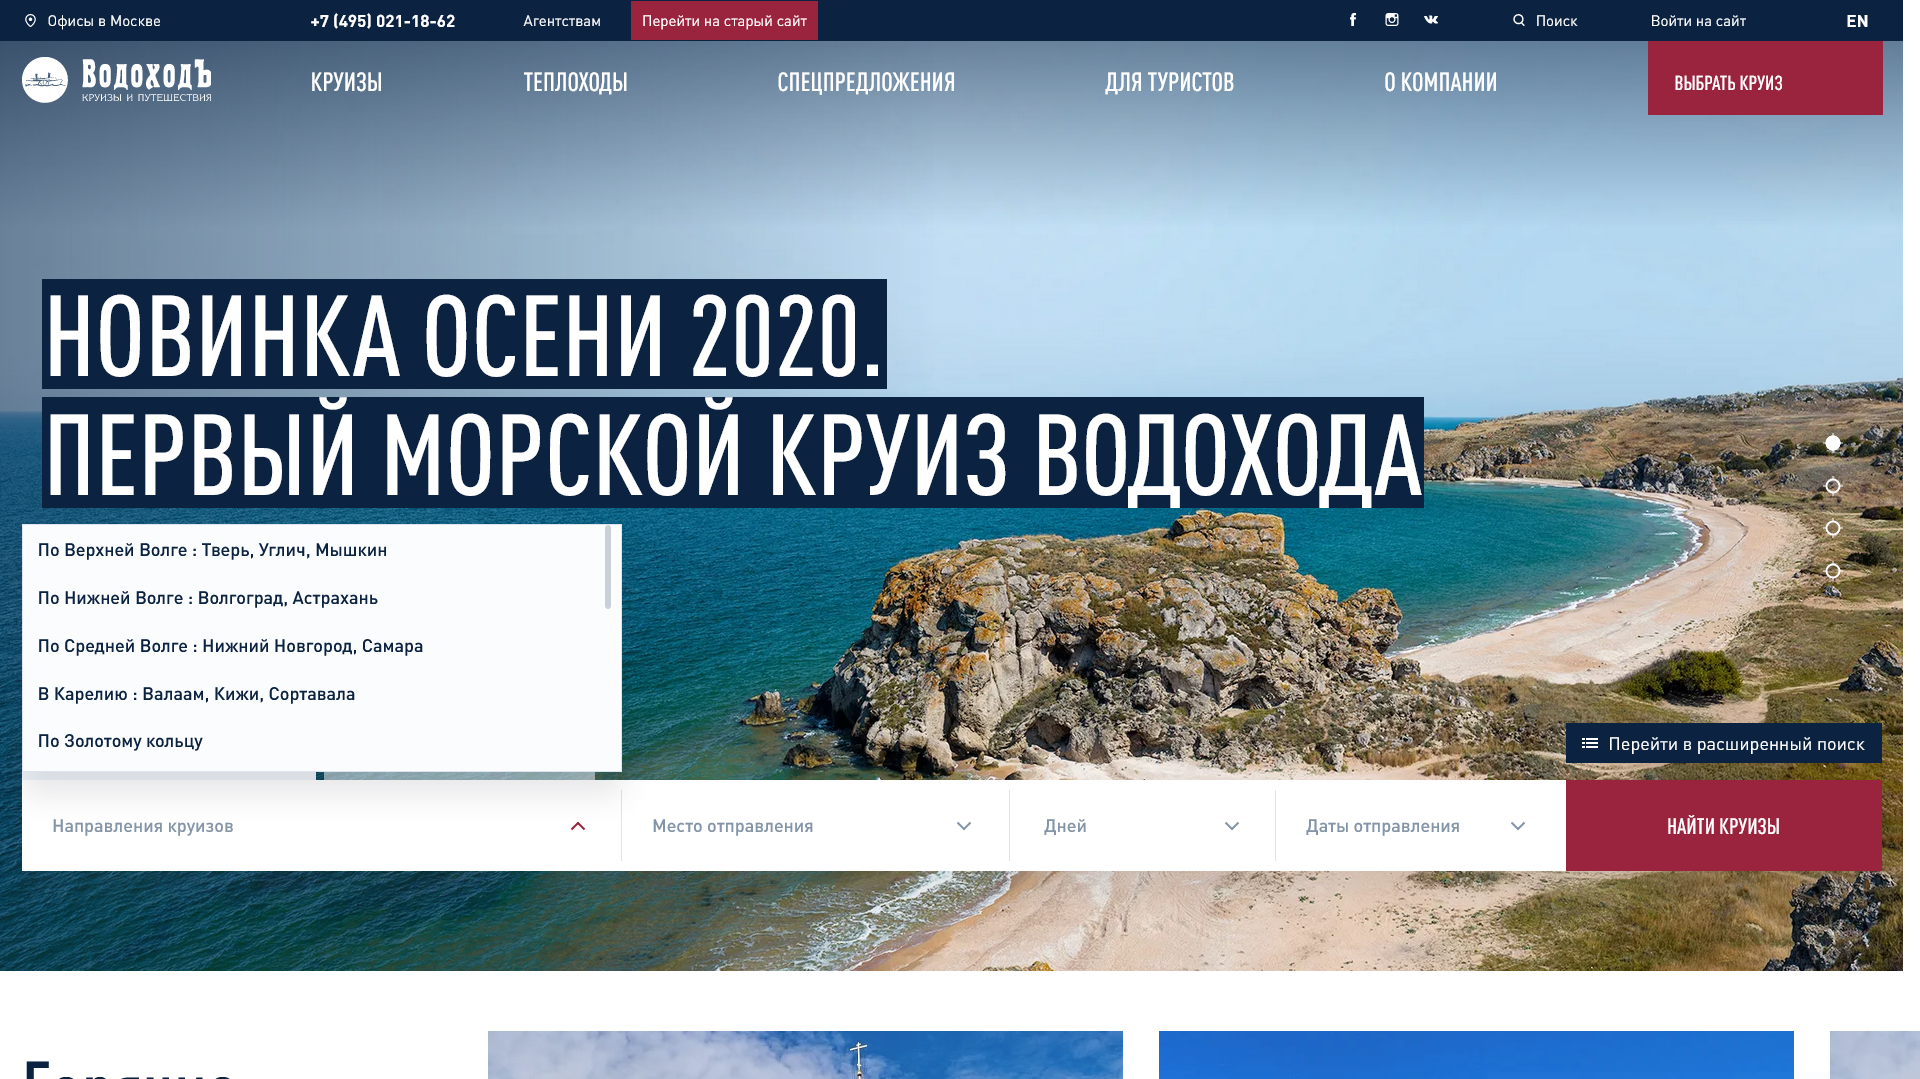 Офисы в Москве
+7 (495) 021-18-62
Агентствам
Перейти на старый сайт
Поиск
Войти на сайт
EN
ВодоходЪ
КРУИЗЫ И ПУТЕШЕСТВИЯ
КРУИЗЫ
ТЕПЛОХОДЫ
СПЕЦПРЕДЛОЖЕНИЯ
ДЛЯ ТУРИСТОВ
О КОМПАНИИ
ВЫБРАТЬ КРУИЗ
НОВИНКА ОСЕНИ 2020.
ПЕРВЫЙ МОРСКОЙ КРУИЗ ВОДОХОДА
По Верхней Волге : Тверь, Углич, Мышкин
По Нижней Волге : Волгоград, Астрахань
По Средней Волге : Нижний Новгород, Самара
В Карелию : Валаам, Кижи, Сортавала
По Золотому кольцу
Перейти в расширенный поиск
Направления круизов
Место отправления
Дней
Даты отправления
НАЙТИ КРУИЗЫ